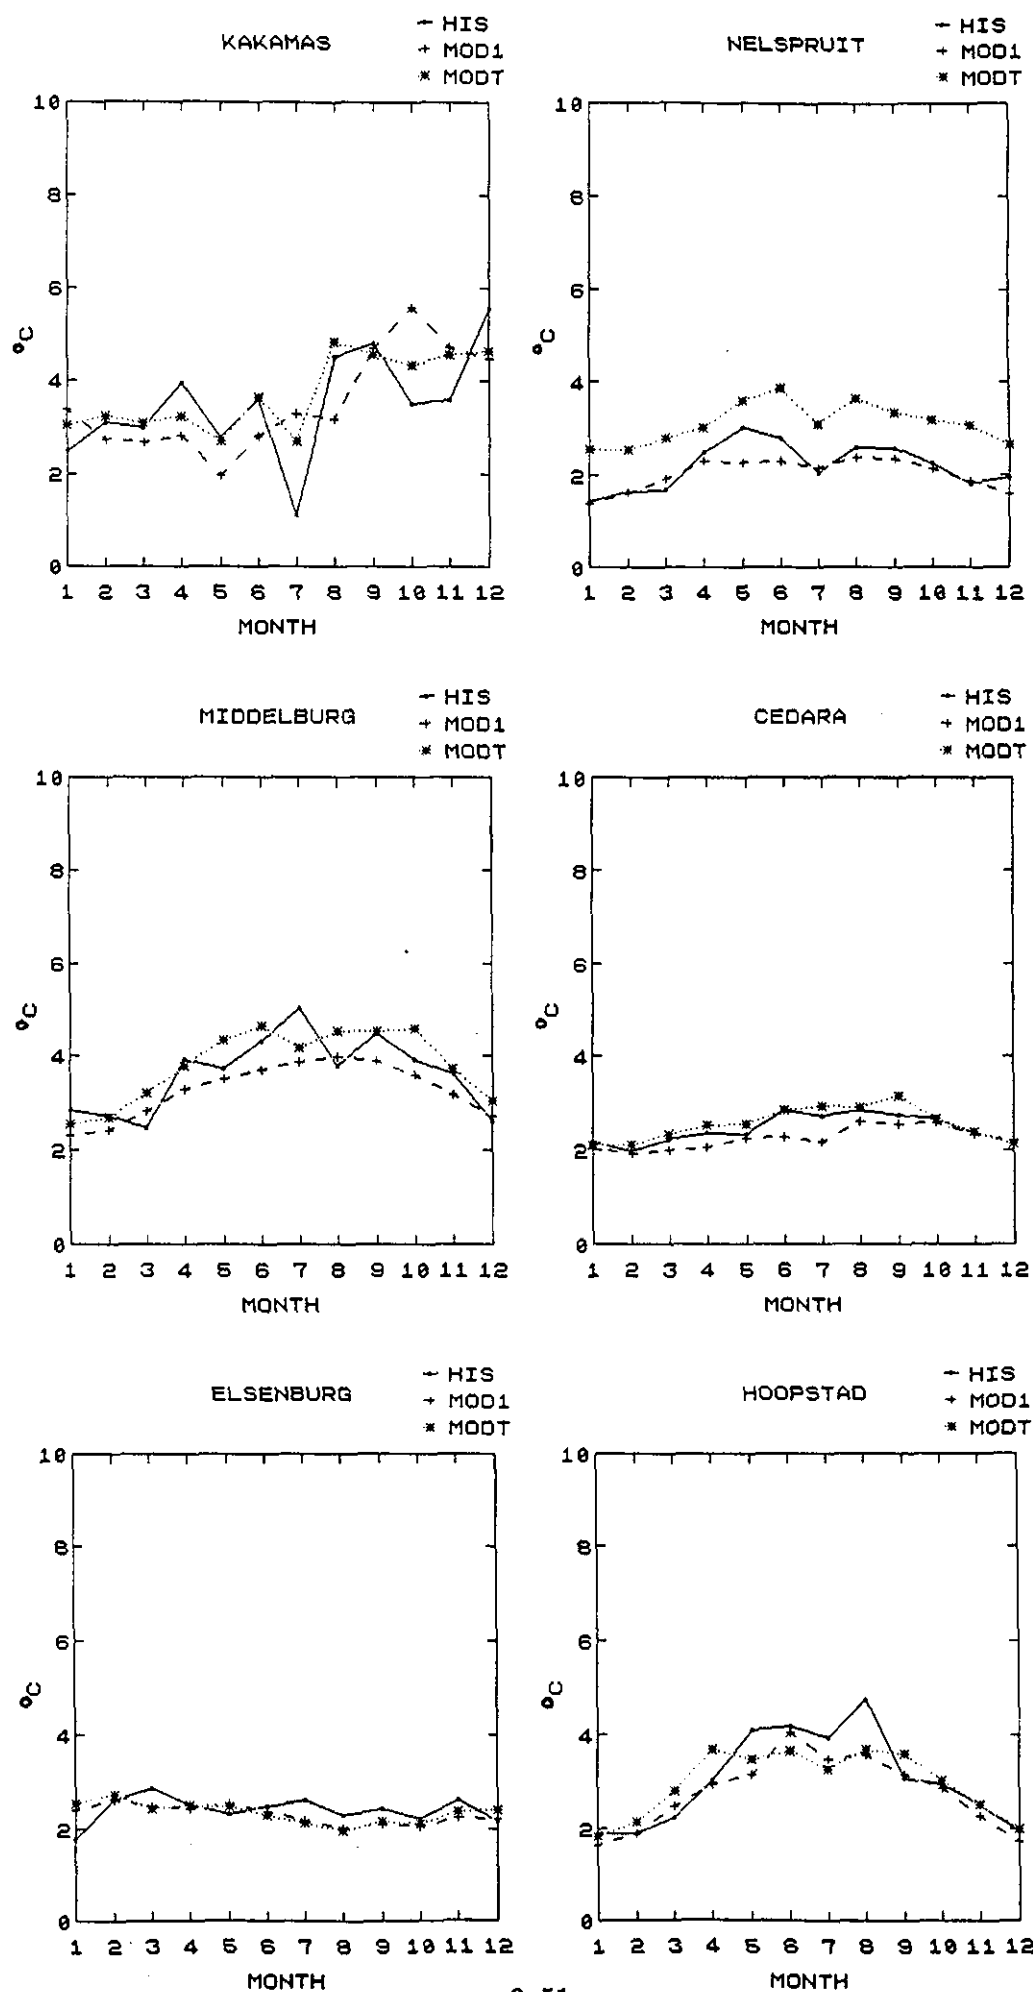 KAKAMAS
HIS
MOD1
MODT
10
8
6
4
2
0
°C
1 2 3 4 5 6 7 8 9 10 11 12
MONTH
NELSPRUIT
HIS
MOD1
MODT
10
8
6
4
2
0
°C
1 2 3 4 5 6 7 8 9 10 11 12
MONTH
MIDDELBURG
HIS
MOD1
MODT
10
8
6
4
2
0
°C
1 2 3 4 5 6 7 8 9 10 11 12
MONTH
CEDARA
HIS
MOD1
MODT
10
8
6
4
2
0
°C
1 2 3 4 5 6 7 8 9 10 11 12
MONTH
ELSENBURG
HIS
MOD1
MODT
10
8
6
4
2
0
°C
1 2 3 4 5 6 7 8 9 10 11 12
MONTH
HOOPSTAD
HIS
MOD1
MODT
10
8
6
4
2
0
°C
1 2 3 4 5 6 7 8 9 10 11 12
MONTH